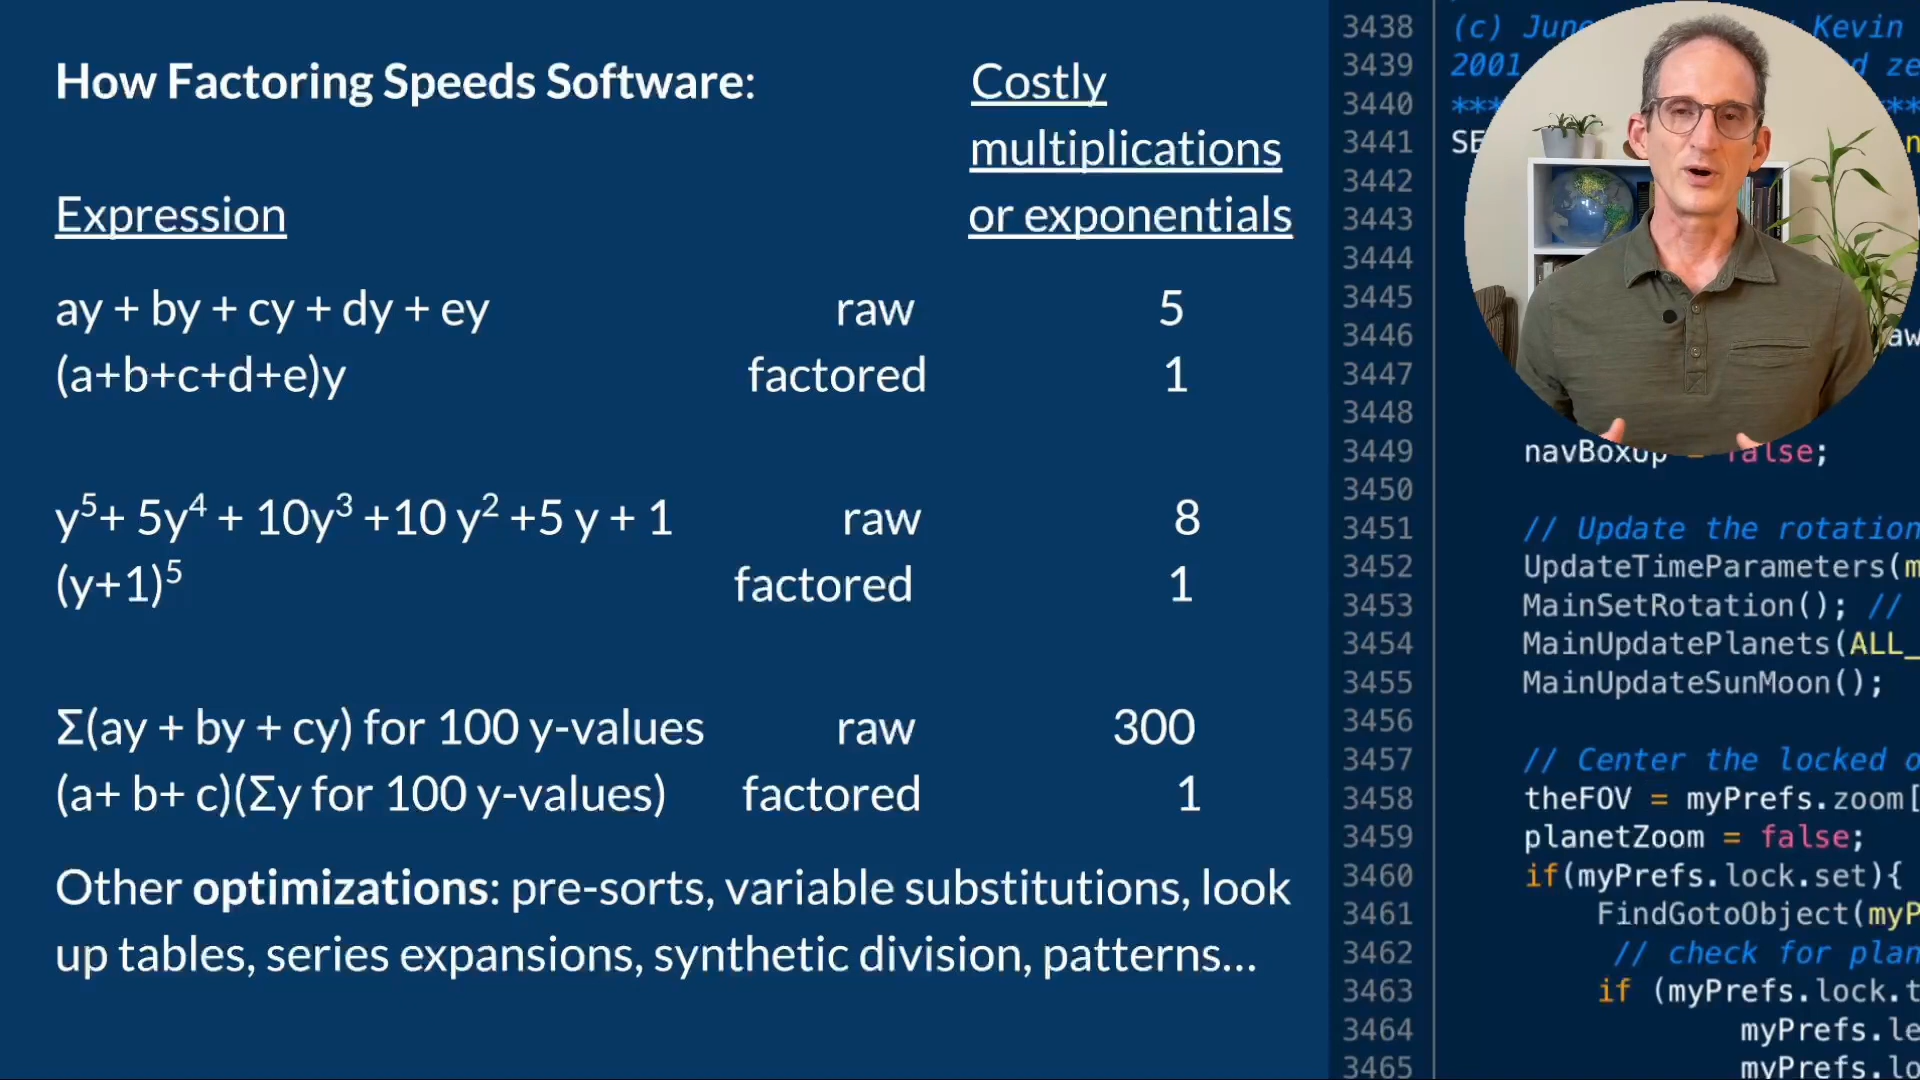 How Factoring Speeds Software:
Costly
multiplications
or exponentials
Expression
ay + by + cy + dy + ey raw 5
(a+b+c+d+e)y factored 1
y⁵+ 5y⁴ + 10y³ +10 y² +5 y + 1 raw 8
(y+1)⁵ factored 1
Σ(ay + by + cy) for 100 y-values raw 300
(a+ b+ c)(Σy for 100 y-values) factored 1
Other optimizations: pre-sorts, variable substitutions, look
up tables, series expansions, synthetic division, patterns...
3438 (c) June Kevin
3439 2001
3440 ***
3441
3442
3443
3444
3445
3446
3447
3448
3449 navBoxUp = false;
3450
3451 // Update the rotation
3452 UpdateTimeParameters(m
3453 MainSetRotation(); //
3454 MainUpdatePlanets(ALL_
3455 MainUpdateSunMoon();
3456
3457 // Center the locked o
3458 theFOV = myPrefs.zoom[
3459 planetZoom = false;
3460 if(myPrefs.lock.set){
3461 FindGotoObject(myP
3462 // check for plan
3463 if (myPrefs.lock.t
3464 myPrefs.le
3465 myPrefs.lo